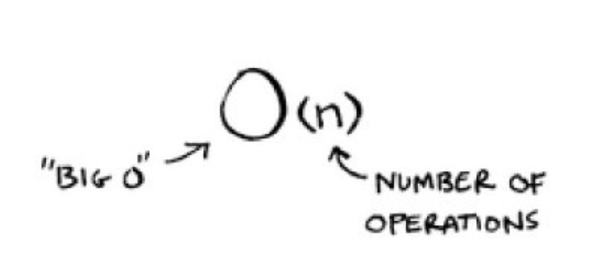 O(n)
"BIG O"
NUMBER OF
OPERATIONS